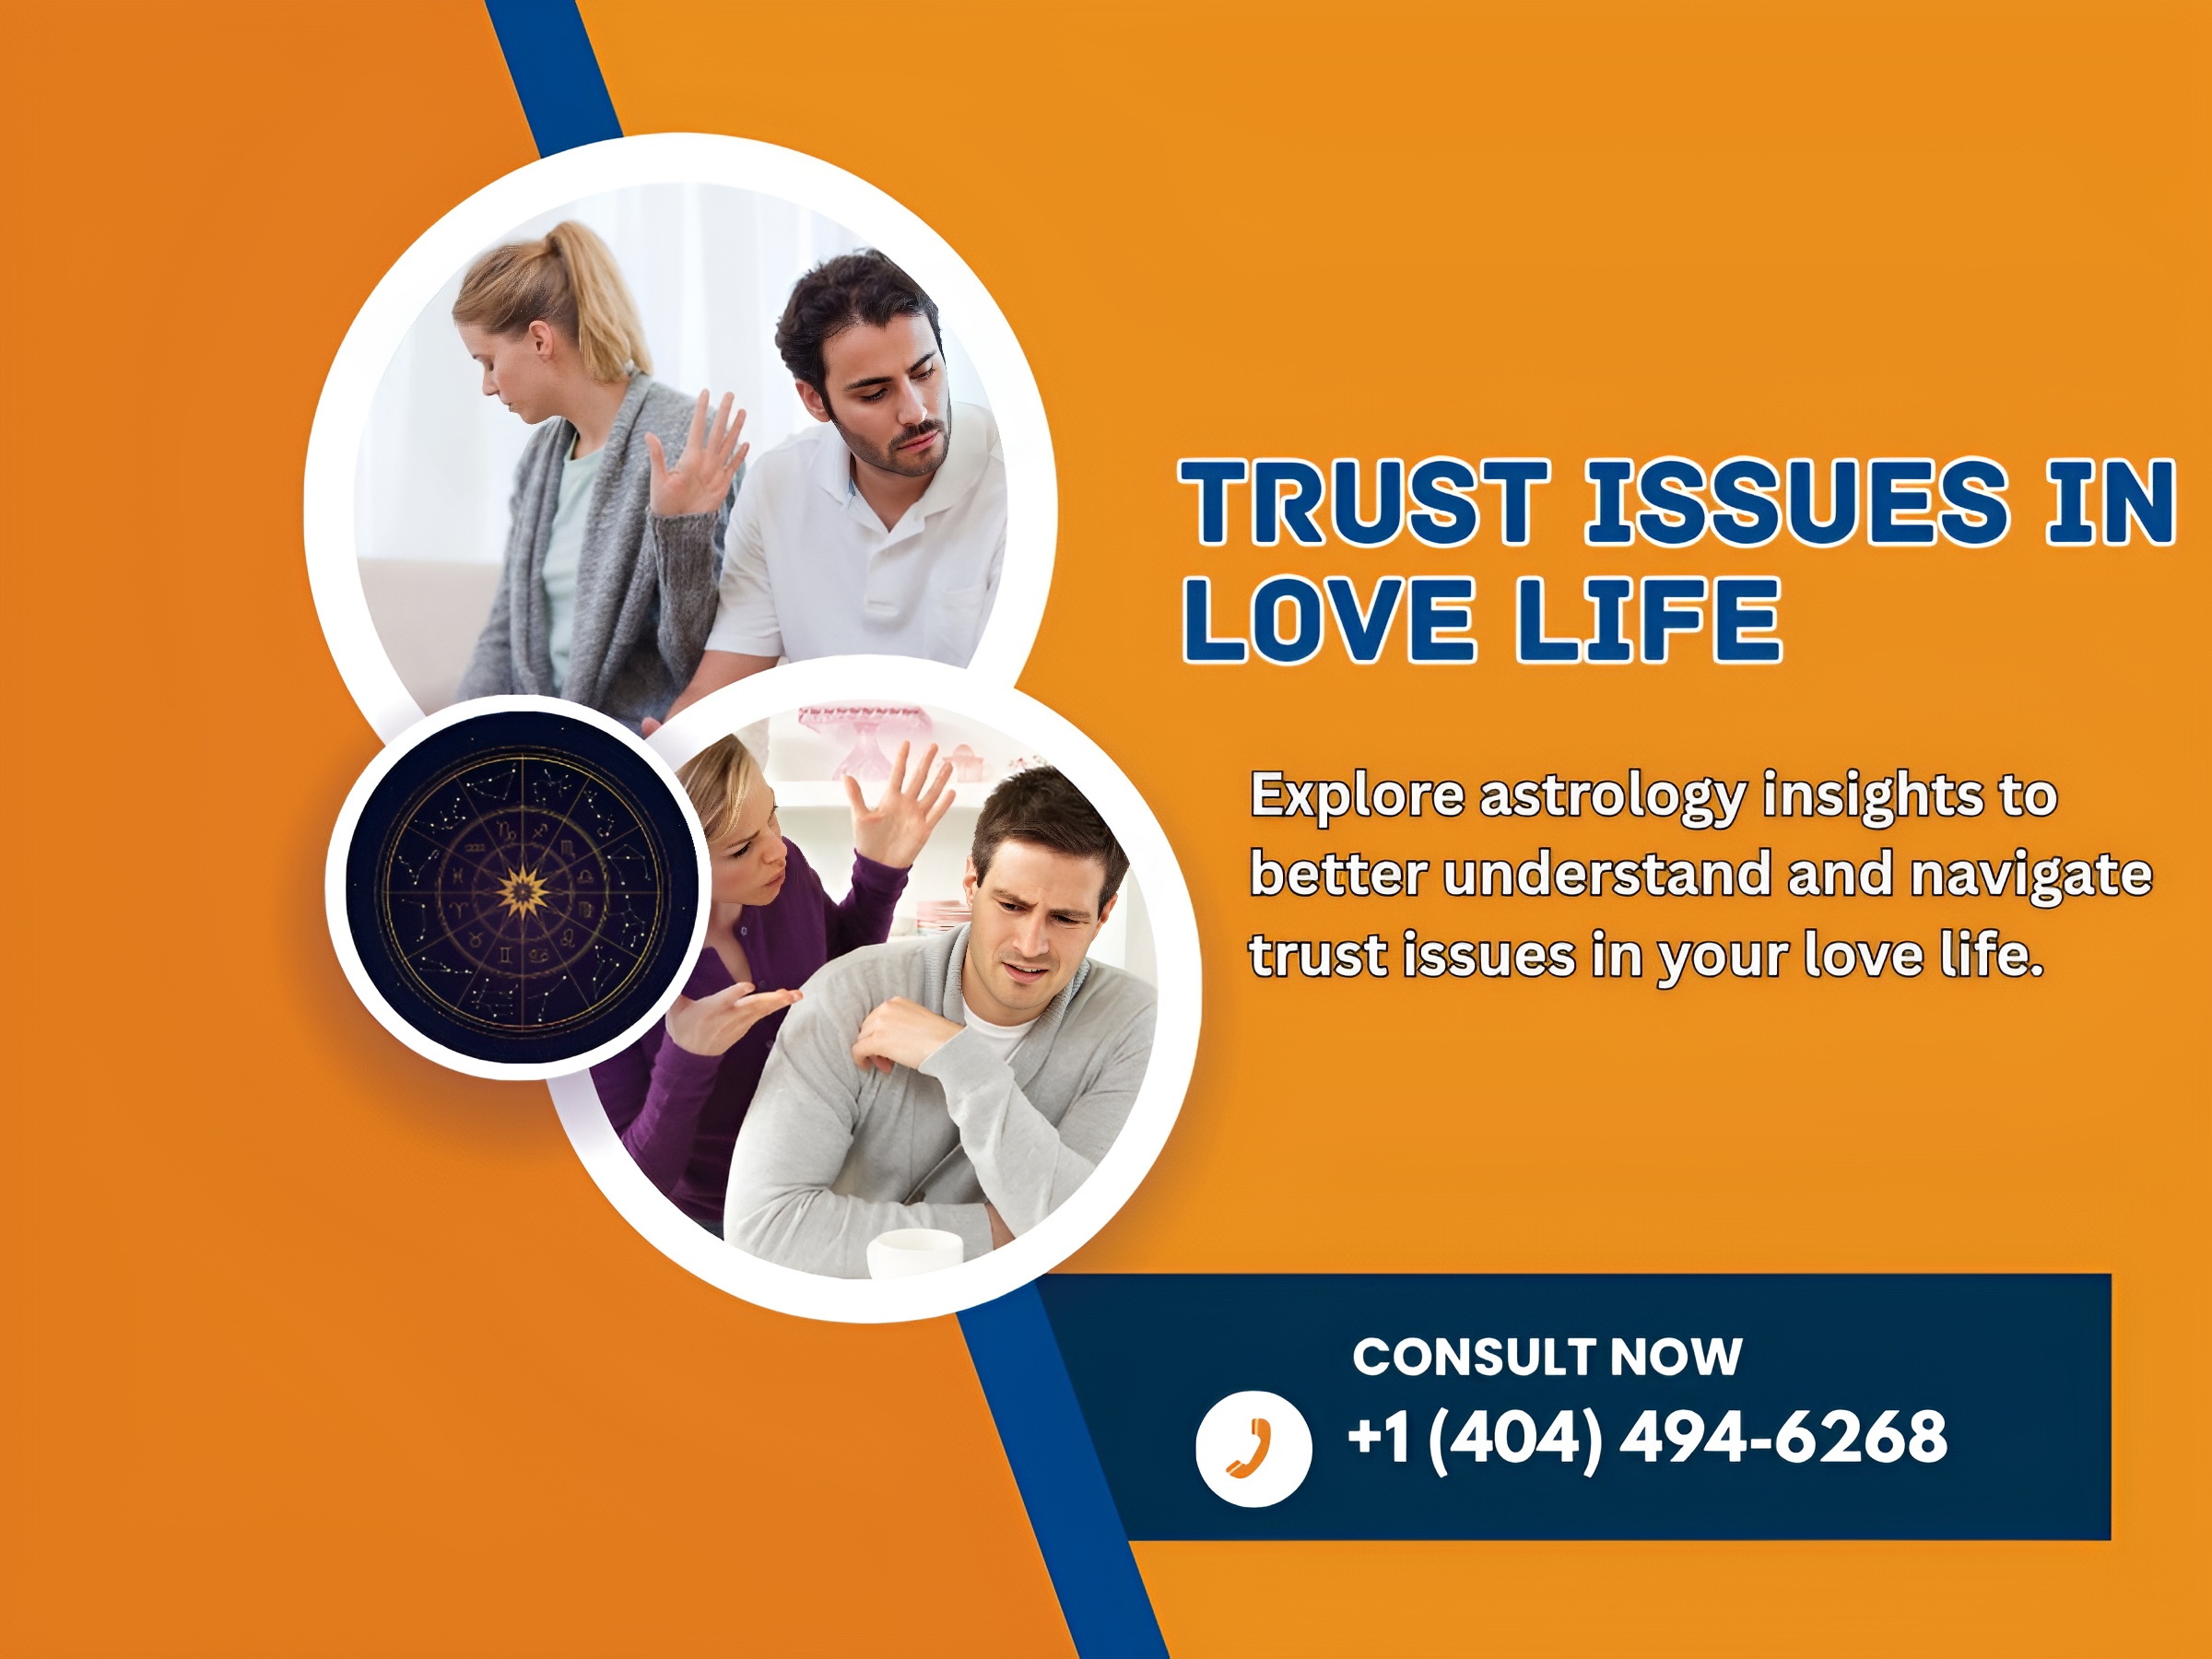 TRUST ISSUES IN
LOVE LIFE
Explore astrology insights to
better understand and navigate
trust issues in your love life.
CONSULT NOW
+1 (404) 494-6268